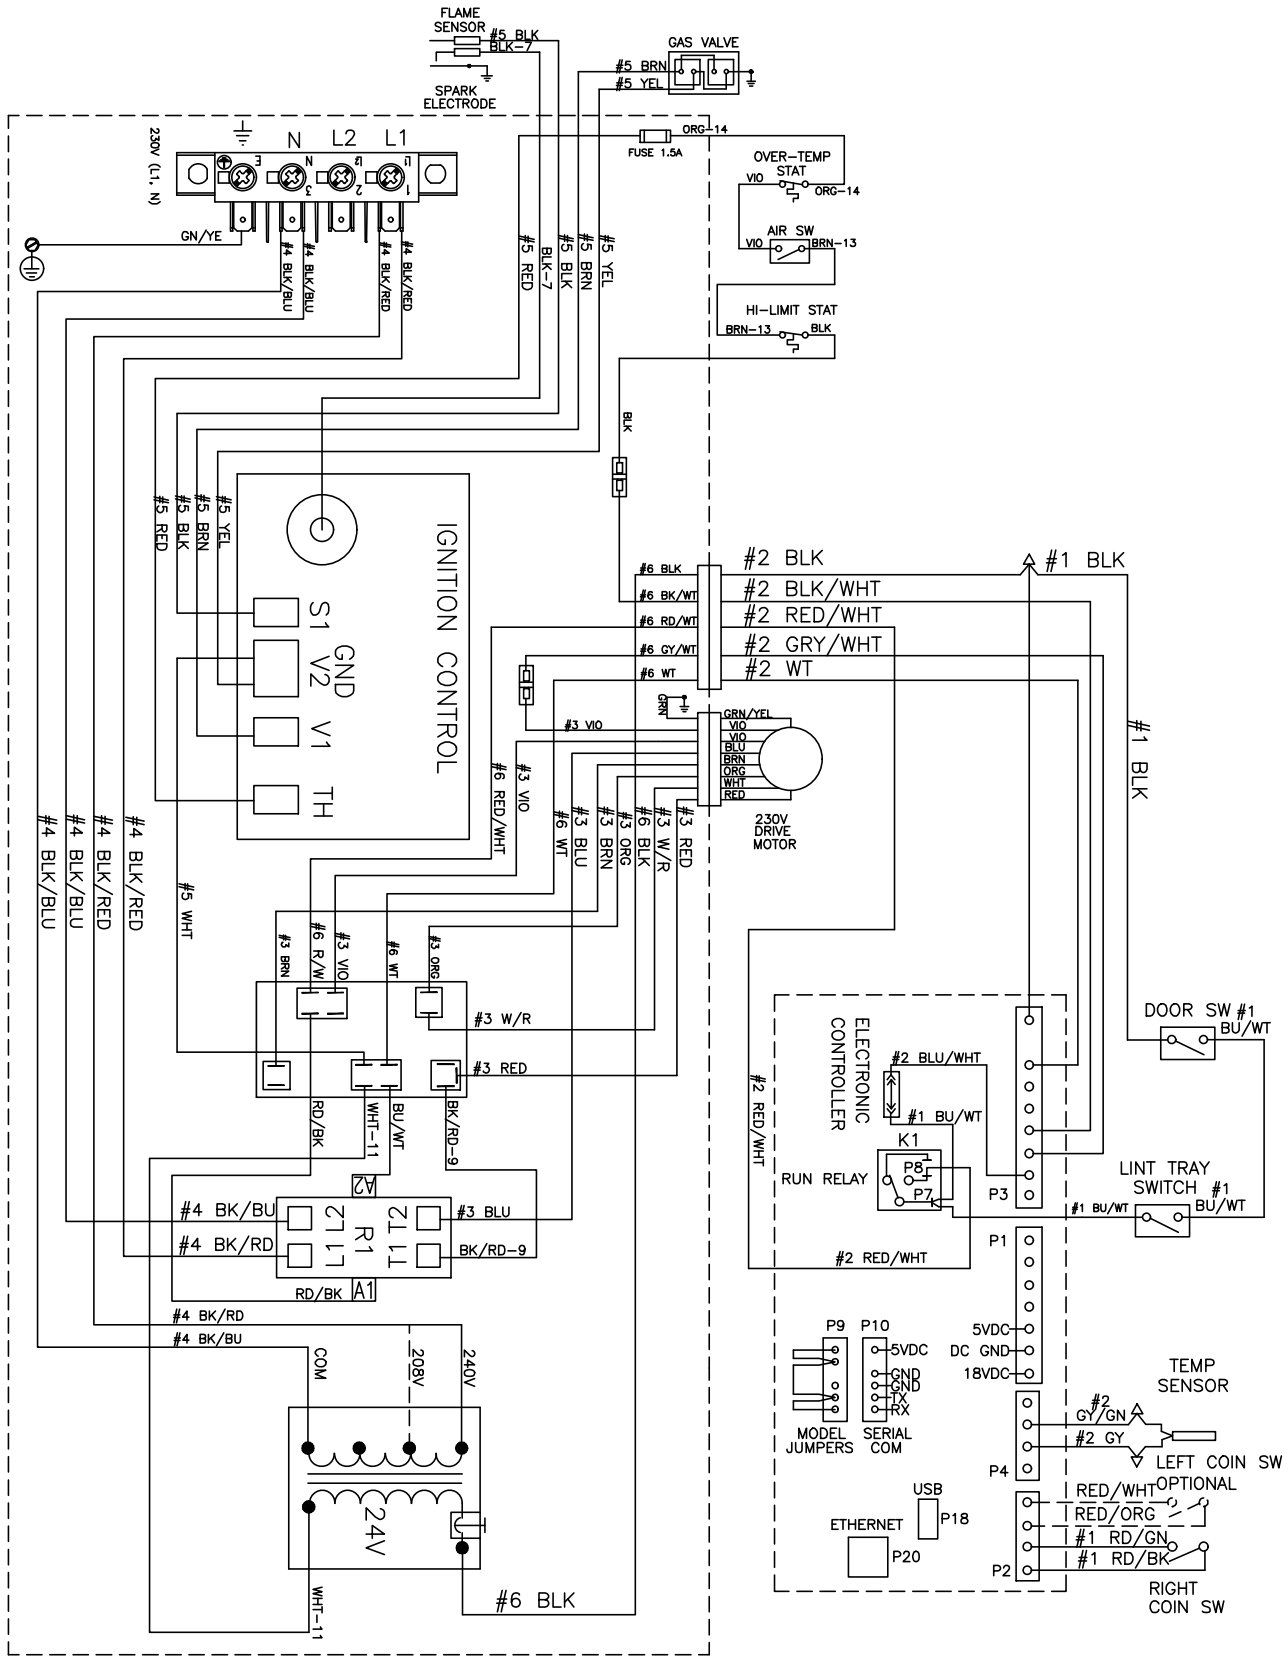 FLAME
SENSOR
#5 BLK
BLK-7
SPARK
ELECTRODE
GAS VALVE
#5 BRN
#5 YEL
ORG-14
FUSE 1.5A
OVER-TEMP
STAT
VIO
ORG-14
AIR SW
VIO
BRN-13
HI-LIMIT STAT
BRN-13
BLK
230V (L1, N)
N
L2
L1
E
N
L2
L1
3
2
1
GN/YE
#4 BLK/BLU
#4 BLK/BLU
#4 BLK/RED
#4 BLK/RED
#5 RED
BLK-7
#5 BLK
#5 BRN
#5 YEL
BLK
#5 RED
#5 BLK
#5 BRN
#5 YEL
IGNITION CONTROL
S1
GND
V2
V1
TH
#6 BLK
#6 BK/WT
#6 RD/WT
#6 GY/WT
#6 WT
#2 BLK
#2 BLK/WHT
#2 RED/WHT
#2 GRY/WHT
#2 WT
#1 BLK
#1 BLK
GRN
#3 VIO
GRN/YEL
VIO
VIO
BLU
BRN
ORG
WHT
RED
230V
DRIVE
MOTOR
#4 BLK/BLU
#4 BLK/BLU
#4 BLK/RED
#4 BLK/RED
#5 WHT
#6 RED/WHT
#3 VIO
#6 WT
#3 BLU
#3 BRN
#3 ORG
#6 BLK
#3 W/R
#3 RED
#3 BRN
#6 R/W
#3 VIO
#6 WT
#3 ORG
#3 W/R
#3 RED
RD/BK
WHT-11
BU/WT
BK/RD-9
A2
#4 BK/BU
#4 BK/RD
L2
L1
R1
T2
T1
#3 BLU
BK/RD-9
RD/BK
A1
#4 BK/RD
#4 BK/BU
COM
208V
240V
24V
WHT-11
#6 BLK
ELECTRONIC
CONTROLLER
#2 BLU/WHT
#1 BU/WT
K1
P8
P7
RUN RELAY
#2 RED/WHT
#2 RED/WHT
P3
DOOR SW #1
BU/WT
LINT TRAY
SWITCH
#1
BU/WT
#1 BU/WT
P1
5VDC
DC GND
18VDC
P9
P10
5VDC
GND
GND
TX
RX
MODEL
JUMPERS
SERIAL
COM
TEMP
SENSOR
#2
GY/GN
#2 GY
P4
LEFT COIN SW
OPTIONAL
RED/WHT
RED/ORG
#1 RD/GN
#1 RD/BK
P2
RIGHT
COIN SW
USB
P18
ETHERNET
P20